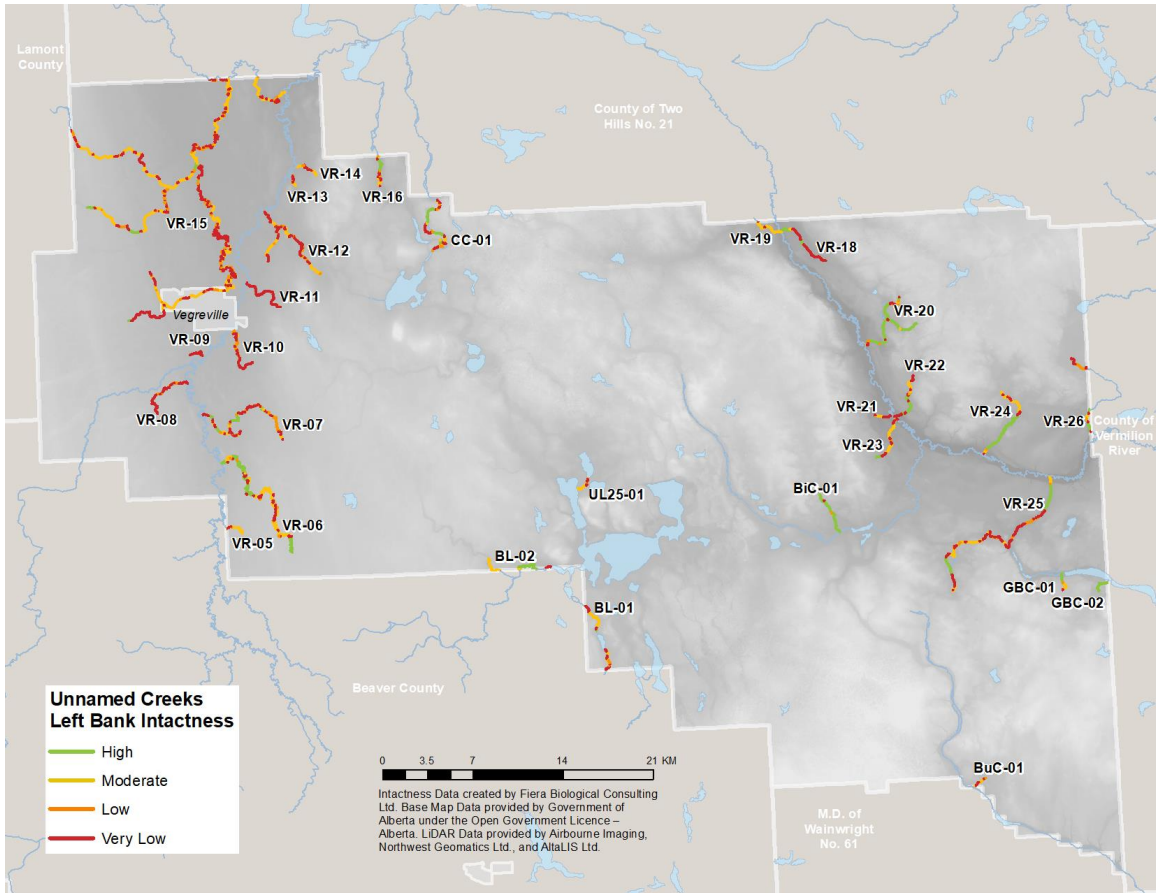 Lamont
County
County of Two
Hills No. 21
VR-14
VR-13
VR-16
VR-15
CC-01
VR-12
VR-19
VR-18
VR-11
Vegreville
VR-20
VR-09
VR-10
VR-22
VR-08
VR-07
VR-21
VR-24
VR-26
County of
Vermilion
River
VR-23
UL25-01
BiC-01
VR-25
VR-06
VR-05
BL-02
GBC-01
GBC-02
BL-01
Beaver County
Unnamed Creeks
Left Bank Intactness
High
Moderate
Low
Very Low
0 3.5 7 14 21 KM
Intactness Data created by Fiera Biological Consulting
Ltd. Base Map Data provided by Government of
Alberta under the Open Government Licence –
Alberta. LiDAR Data provided by Airbourne Imaging,
Northwest Geomatics Ltd., and AltaLIS Ltd.
BuC-01
M.D. of
Wainwright
No. 61